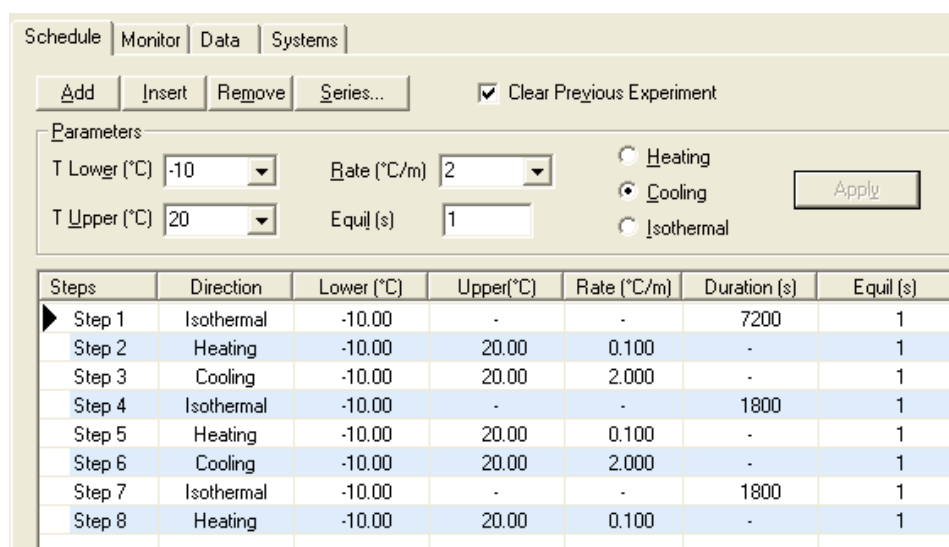 Schedule Monitor Data Systems
Add Insert Remove Series... Clear Previous Experiment
Parameters
T Lower (°C) -10 Rate (°C/m) 2 Heating
Cooling Apply
T Upper (°C) 20 Equil (s) 1 Isothermal
Steps Direction Lower (°C) Upper(°C) Rate (°C/m) Duration (s) Equil (s)
Step 1 Isothermal -10.00 - - 7200 1
Step 2 Heating -10.00 20.00 0.100 - 1
Step 3 Cooling -10.00 20.00 2.000 - 1
Step 4 Isothermal -10.00 - - 1800 1
Step 5 Heating -10.00 20.00 0.100 - 1
Step 6 Cooling -10.00 20.00 2.000 - 1
Step 7 Isothermal -10.00 - - 1800 1
Step 8 Heating -10.00 20.00 0.100 - 1